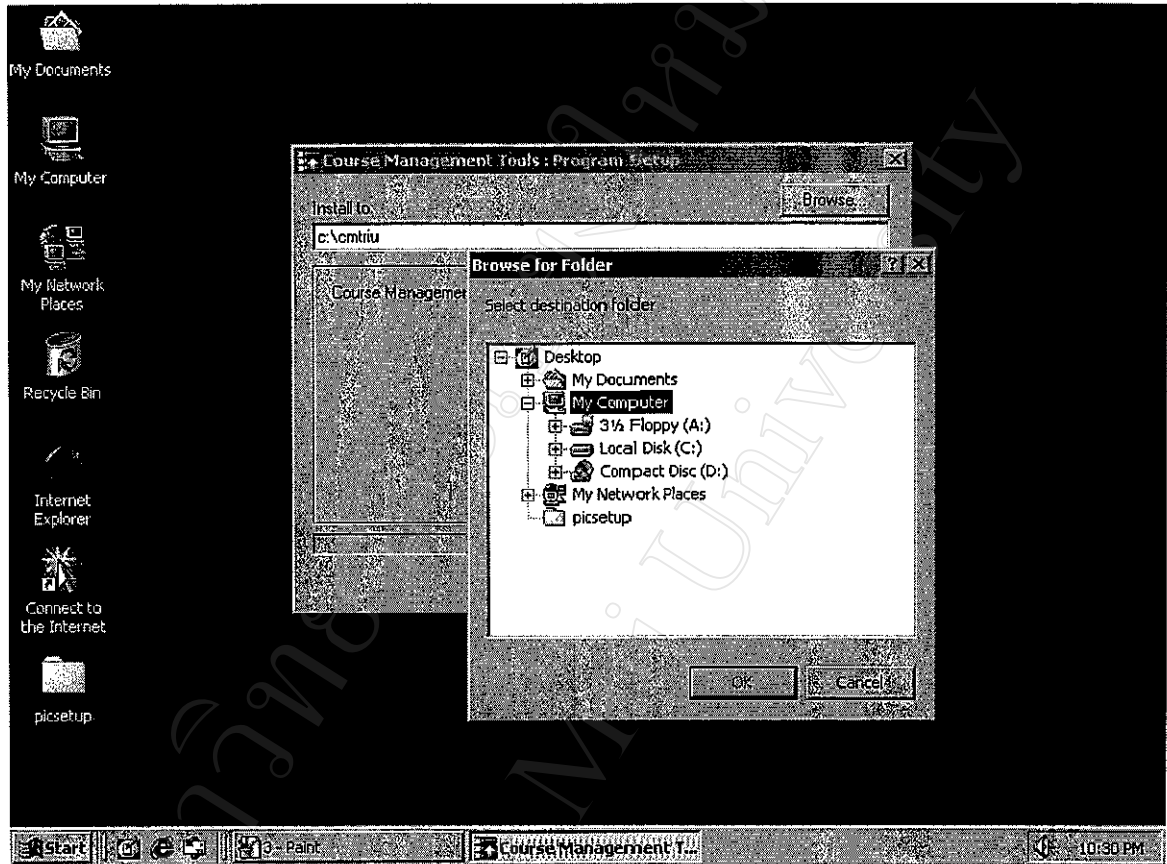 My Documents
My Computer
My Network
Places
Recycle Bin
Internet
Explorer
Connect to
the Internet
picsetup
Course Management Tools : Program Setup
Install to:
Browse...
c:\cmtriu
Course Managemen
Browse for Folder
Select destination folder
Desktop
My Documents
My Computer
3½ Floppy (A:)
Local Disk (C:)
Compact Disc (D:)
My Network Places
picsetup
OK
Cancel
Start
3 - Paint
Course Management T...
10:30 PM